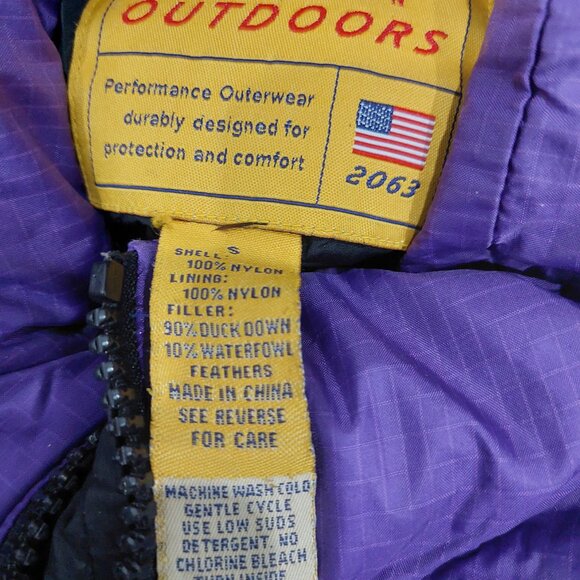 OUTDOORS
Performance Outerwear
durably designed for
protection and comfort
2063
S
SHELL:
100% NYLON
LINING:
100% NYLON
FILLER:
90% DUCK DOWN
10% WATERFOWL
FEATHERS
MADE IN CHINA
SEE REVERSE
FOR CARE
MACHINE WASH COLD
GENTLE CYCLE
USE LOW SUDS
DETERGENT. NO
CHLORINE BLEACH
TURN INSIDE